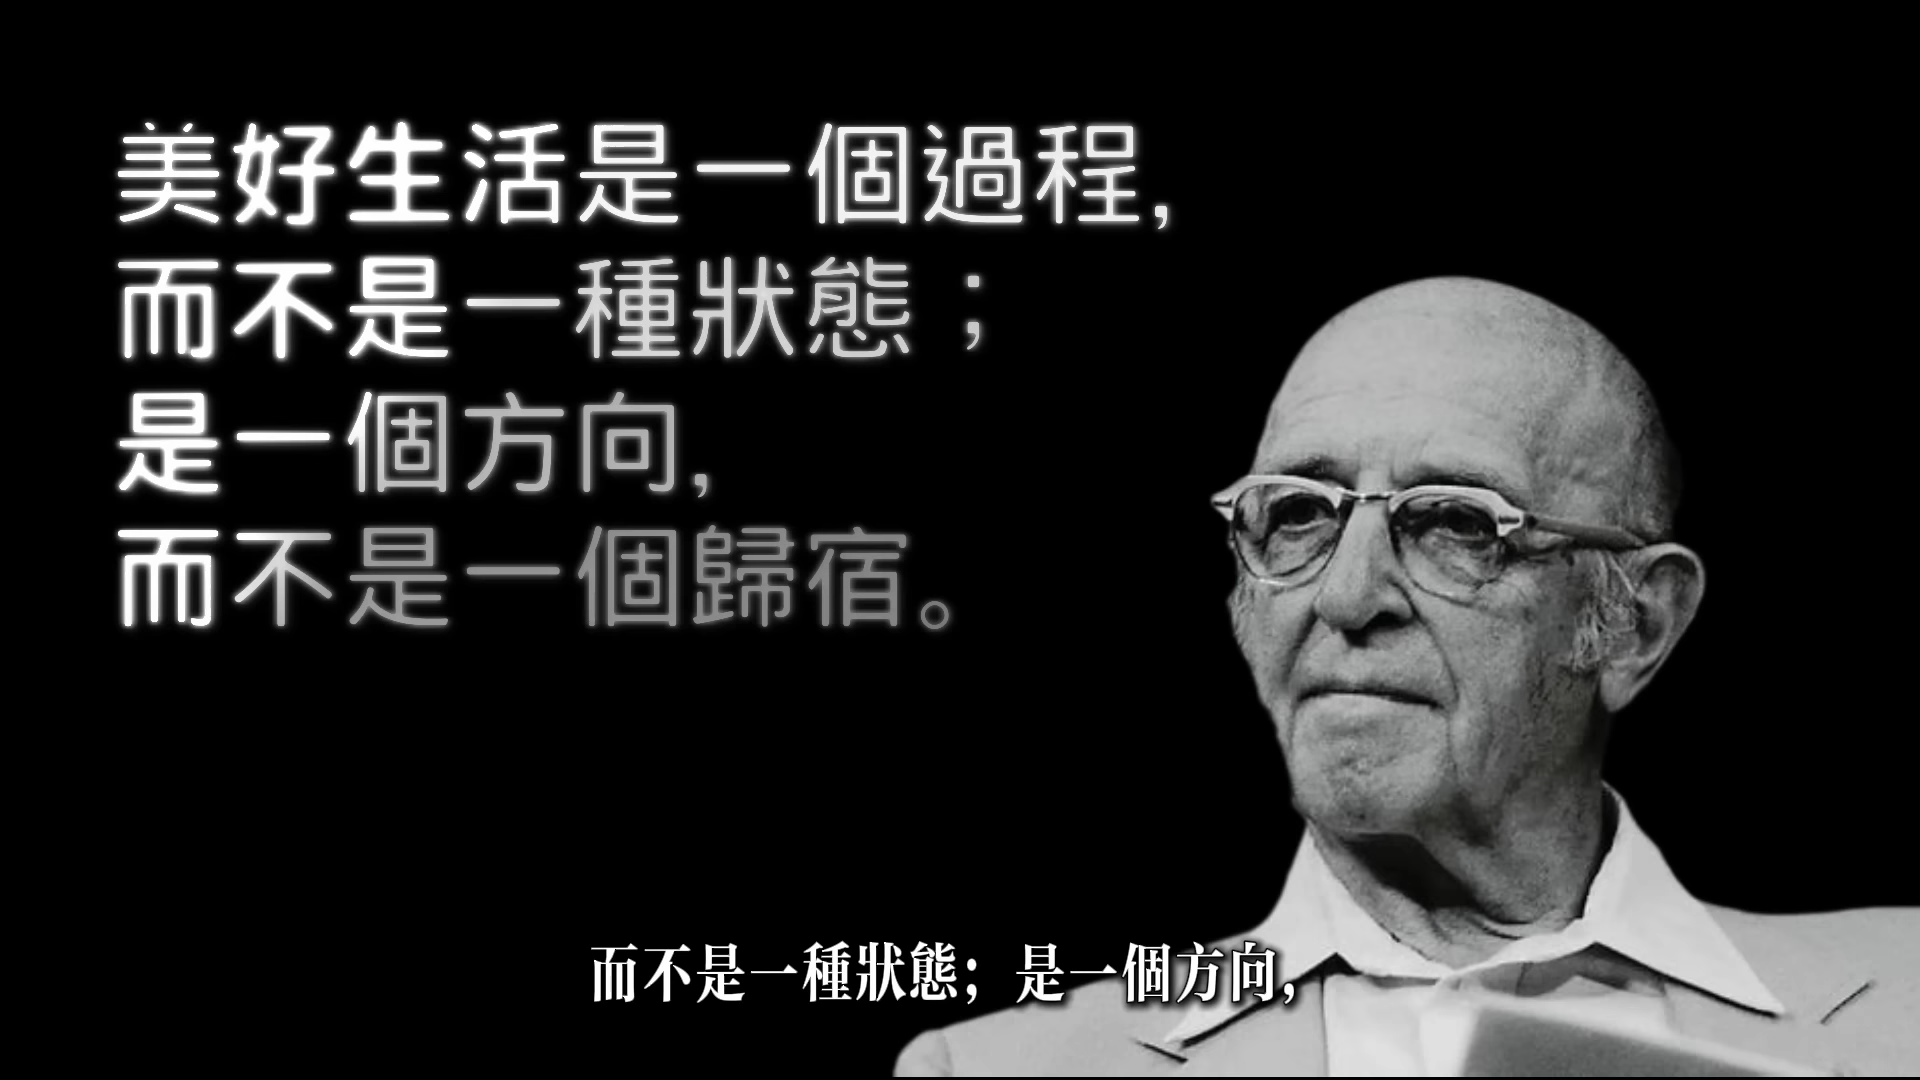 美好生活是一個過程,
而不是一種狀態；
是一個方向,
而不是一個歸宿。
而不是一種狀態；是一個方向,